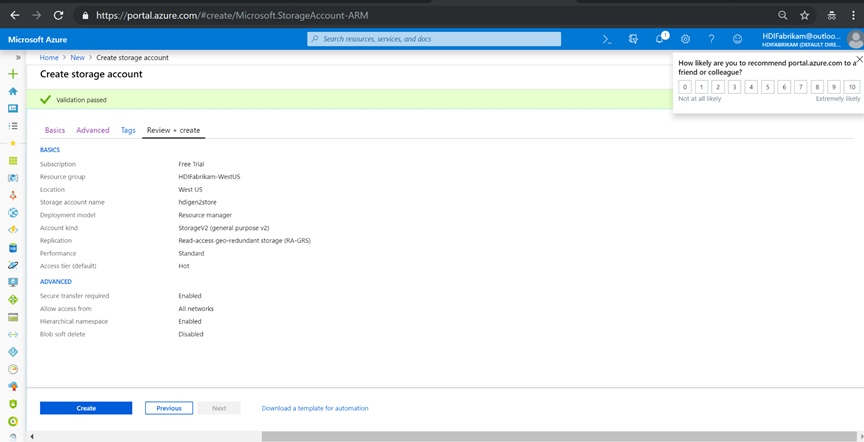 https://portal.azure.com/#create/Microsoft.StorageAccount-ARM
Microsoft Azure
Search resources, services, and docs
1
HDIFabrikam@outloo...
HDIFABRIKAM (DEFAULT DIRE...
Home > New > Create storage account
Create storage account
How likely are you to recommend portal.azure.com to a
friend or colleague?
0 1 2 3 4 5 6 7 8 9 10
Not at all likely Extremely likely
Validation passed
Basics Advanced Tags Review + create
BASICS
Subscription Free Trial
Resource group HDIFabrikam-WestUS
Location West US
Storage account name hdigen2store
Deployment model Resource manager
Account kind StorageV2 (general purpose v2)
Replication Read-access geo-redundant storage (RA-GRS)
Performance Standard
Access tier (default) Hot
ADVANCED
Secure transfer required Enabled
Allow access from All networks
Hierarchical namespace Enabled
Blob soft delete Disabled
Create Previous Next Download a template for automation